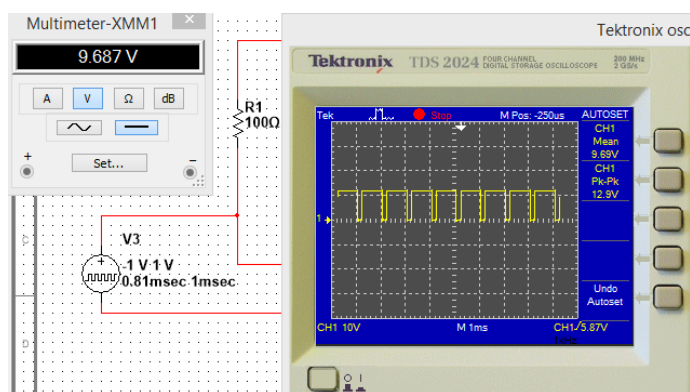 Multimeter-XMM1
×
9.687 V
A
V
Ω
dB
+
Set...
−
R1
100Ω
V3
+
-1 V 1 V
0.81msec 1msec
C
D
Tektronix osc
Tektronix TDS 2024 FOUR CHANNEL DIGITAL STORAGE OSCILLOSCOPE
200 MHz
2 GS/s
Tek
Stop
M Pos: -250us
AUTOSET
CH1
Mean
9.69V
CH1
Pk-Pk
12.9V
1
Undo
Autoset
CH1 10V
M 1ms
CH1/5.87V
O I